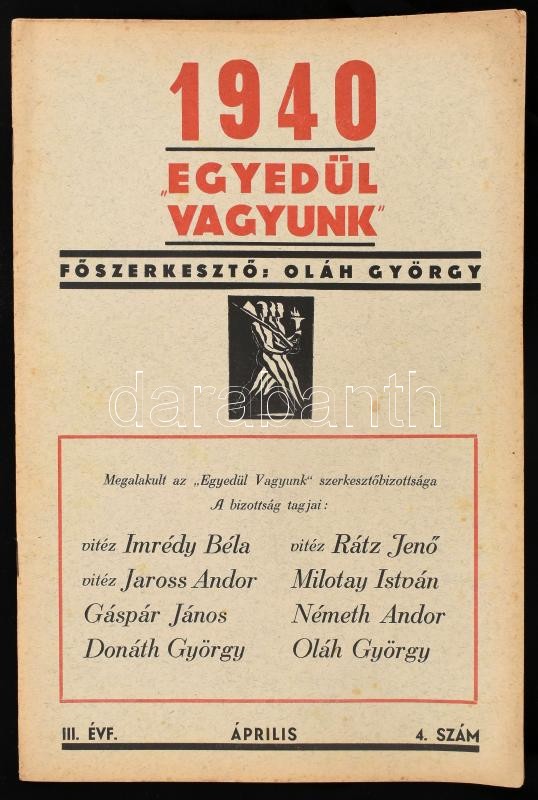 1940
„EGYEDÜL
VAGYUNK"
FŐSZERKESZTŐ: OLÁH GYÖRGY
darabanth
Megalakult az „Egyedül Vagyunk" szerkesztőbizottsága
A bizottság tagjai:
vitéz Imrédy Béla
vitéz Jaross Andor
Gáspár János
Donáth György
vitéz Rátz Jenő
Milotay István
Németh Andor
Oláh György
III. ÉVF. ÁPRILIS 4. SZÁM